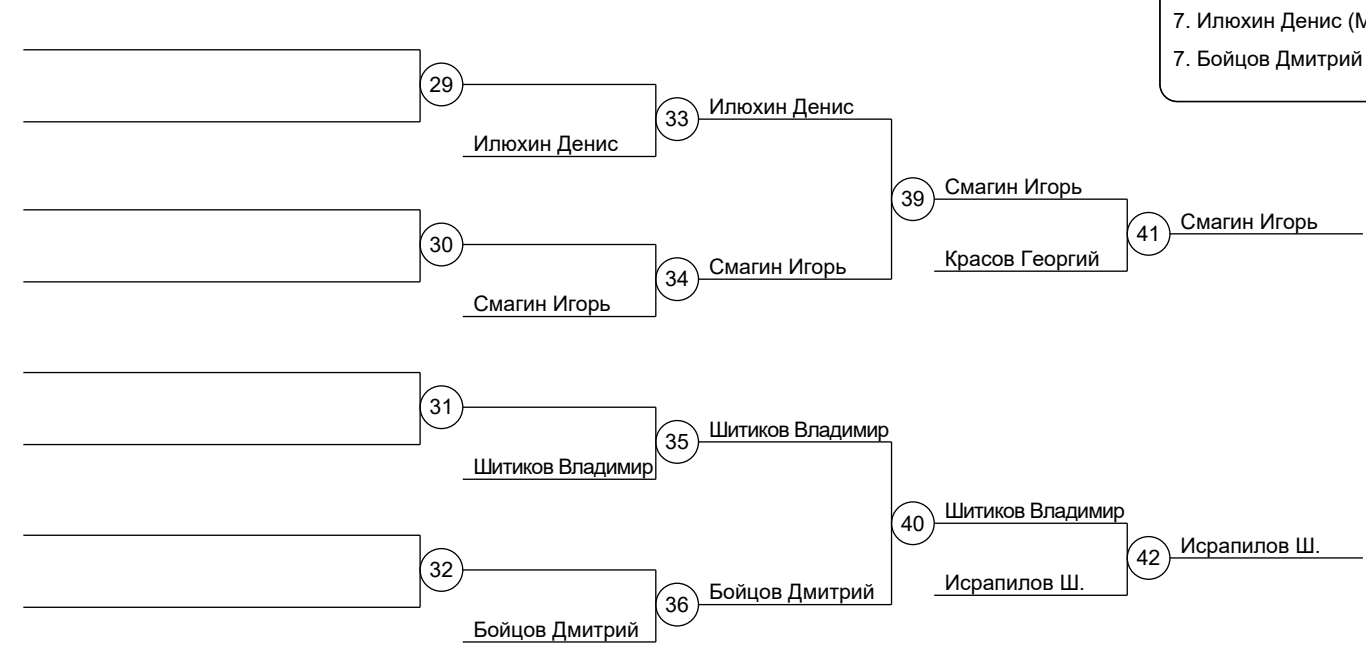 7. Илюхин Денис (М
7. Бойцов Дмитрий
29
33
Илюхин Денис
Илюхин Денис
39
Смагин Игорь
30
34
Смагин Игорь
Смагин Игорь
Красов Георгий
41
Смагин Игорь
31
35
Шитиков Владимир
Шитиков Владимир
40
Шитиков Владимир
32
36
Бойцов Дмитрий
Бойцов Дмитрий
Исрапилов Ш.
42
Исрапилов Ш.